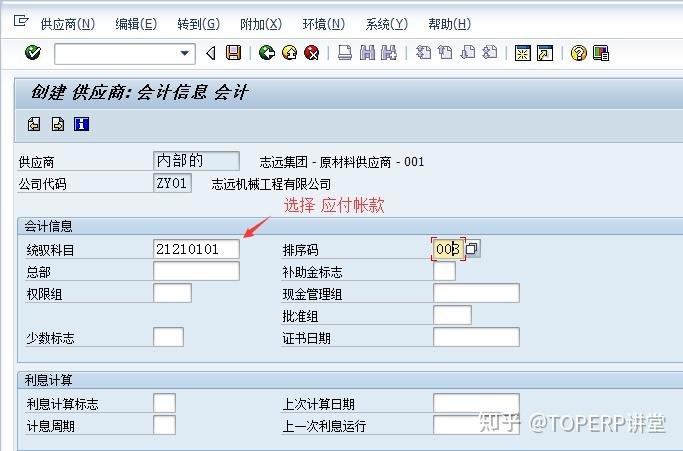 供应商(N) 编辑(E) 转到(G) 附加(X) 环境(N) 系统(Y) 帮助(H)
创建 供应商: 会计信息 会计
供应商 内部的 志远集团 - 原材料供应商 - 001
公司代码 ZY01 志远机械工程有限公司
选择 应付帐款
会计信息
统驭科目 21210101 排序码 003
总部 补助金标志
权限组 现金管理组
批准组
少数标志 证书日期
利息计算
利息计算标志 上次计算日期
计息周期 上一次利息运行
知乎 @TOPERP讲堂